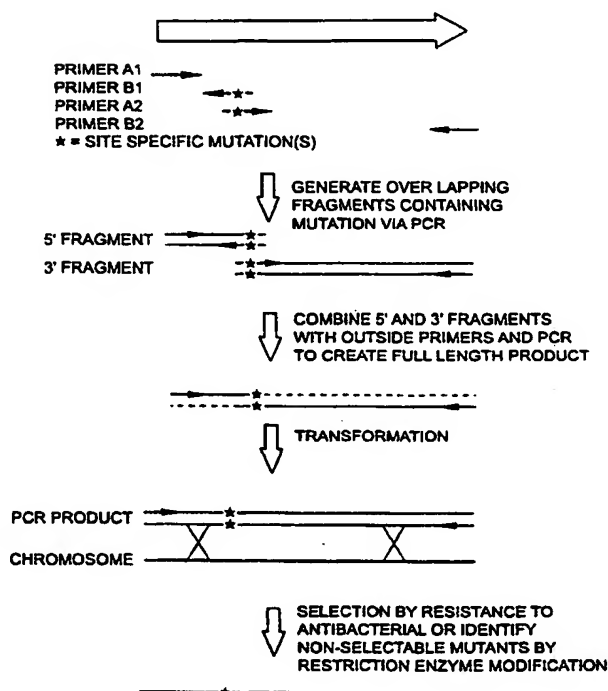 PRIMER A1
PRIMER B1
PRIMER A2
PRIMER B2
★ = SITE SPECIFIC MUTATION(S)
GENERATE OVER LAPPING
FRAGMENTS CONTAINING
MUTATION VIA PCR
5' FRAGMENT
3' FRAGMENT
COMBINE 5' AND 3' FRAGMENTS
WITH OUTSIDE PRIMERS AND PCR
TO CREATE FULL LENGTH PRODUCT
TRANSFORMATION
PCR PRODUCT
CHROMOSOME
SELECTION BY RESISTANCE TO
ANTIBACTERIAL OR IDENTIFY
NON-SELECTABLE MUTANTS BY
RESTRICTION ENZYME MODIFICATION